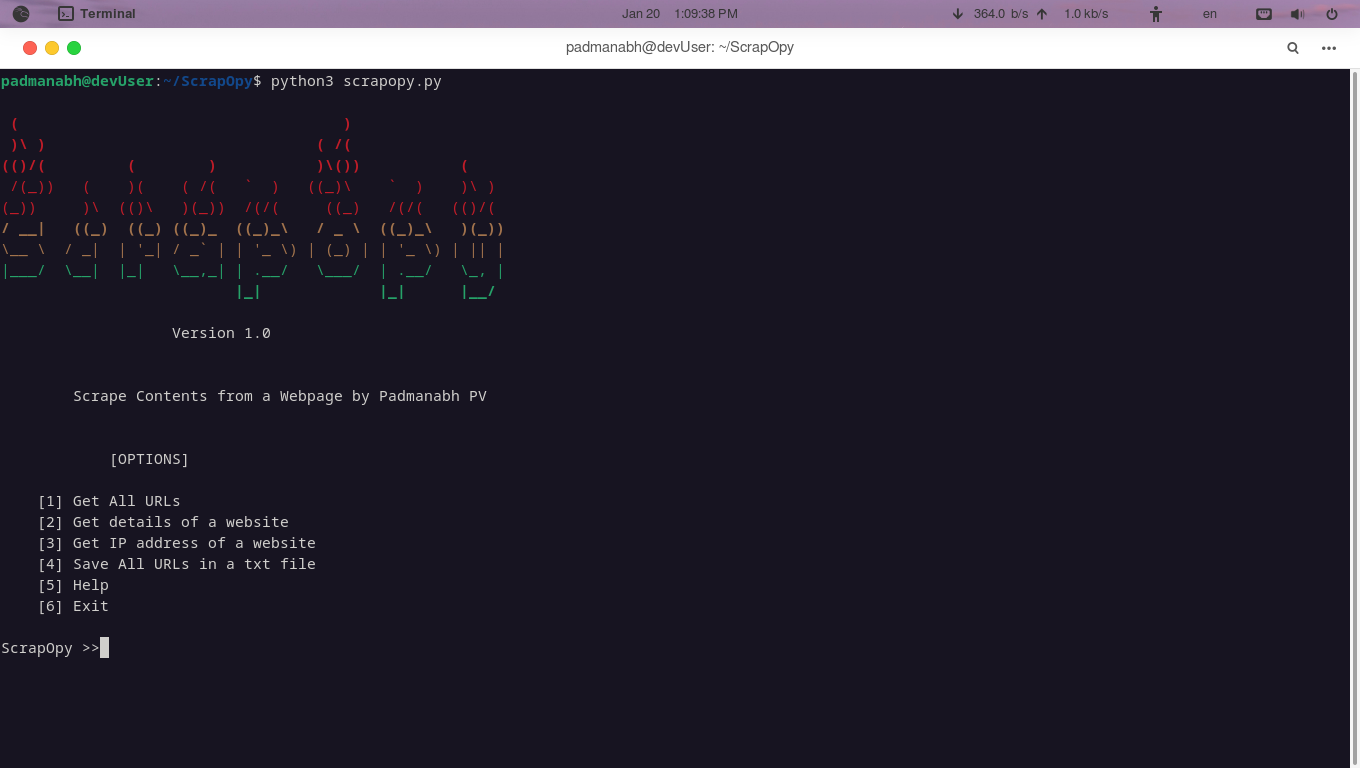 Terminal
Jan 20 1:09:38 PM
364.0 b/s 1.0 kb/s
en
padmanabh@devUser: ~/ScrapOpy
padmanabh@devUser:~/ScrapOpy$ python3 scrapopy.py
 (                                    )
 )\ )                              ( /(
(()/(         (        )           )\())           (
 /(_))   (    )(    ( /(   `  )   ((_)\    `  )    )\ )
(_))     )\  (()\   )(_))  /(/(     ((_)   /(/(   (()/(
/ __|   ((_)  ((_) ((_)_  ((_)_\   / _ \  ((_)_\   )(_))
\__ \  / _|  | '_| / _` | | '_ \) | (_) | | '_ \) | || |
|___/  \__|  |_|   \__,_| | .__/   \___/  | .__/   \_, |
                          |_|             |_|      |__/
Version 1.0
Scrape Contents from a Webpage by Padmanabh PV
[OPTIONS]
[1] Get All URLs
[2] Get details of a website
[3] Get IP address of a website
[4] Save All URLs in a txt file
[5] Help
[6] Exit
ScrapOpy >>